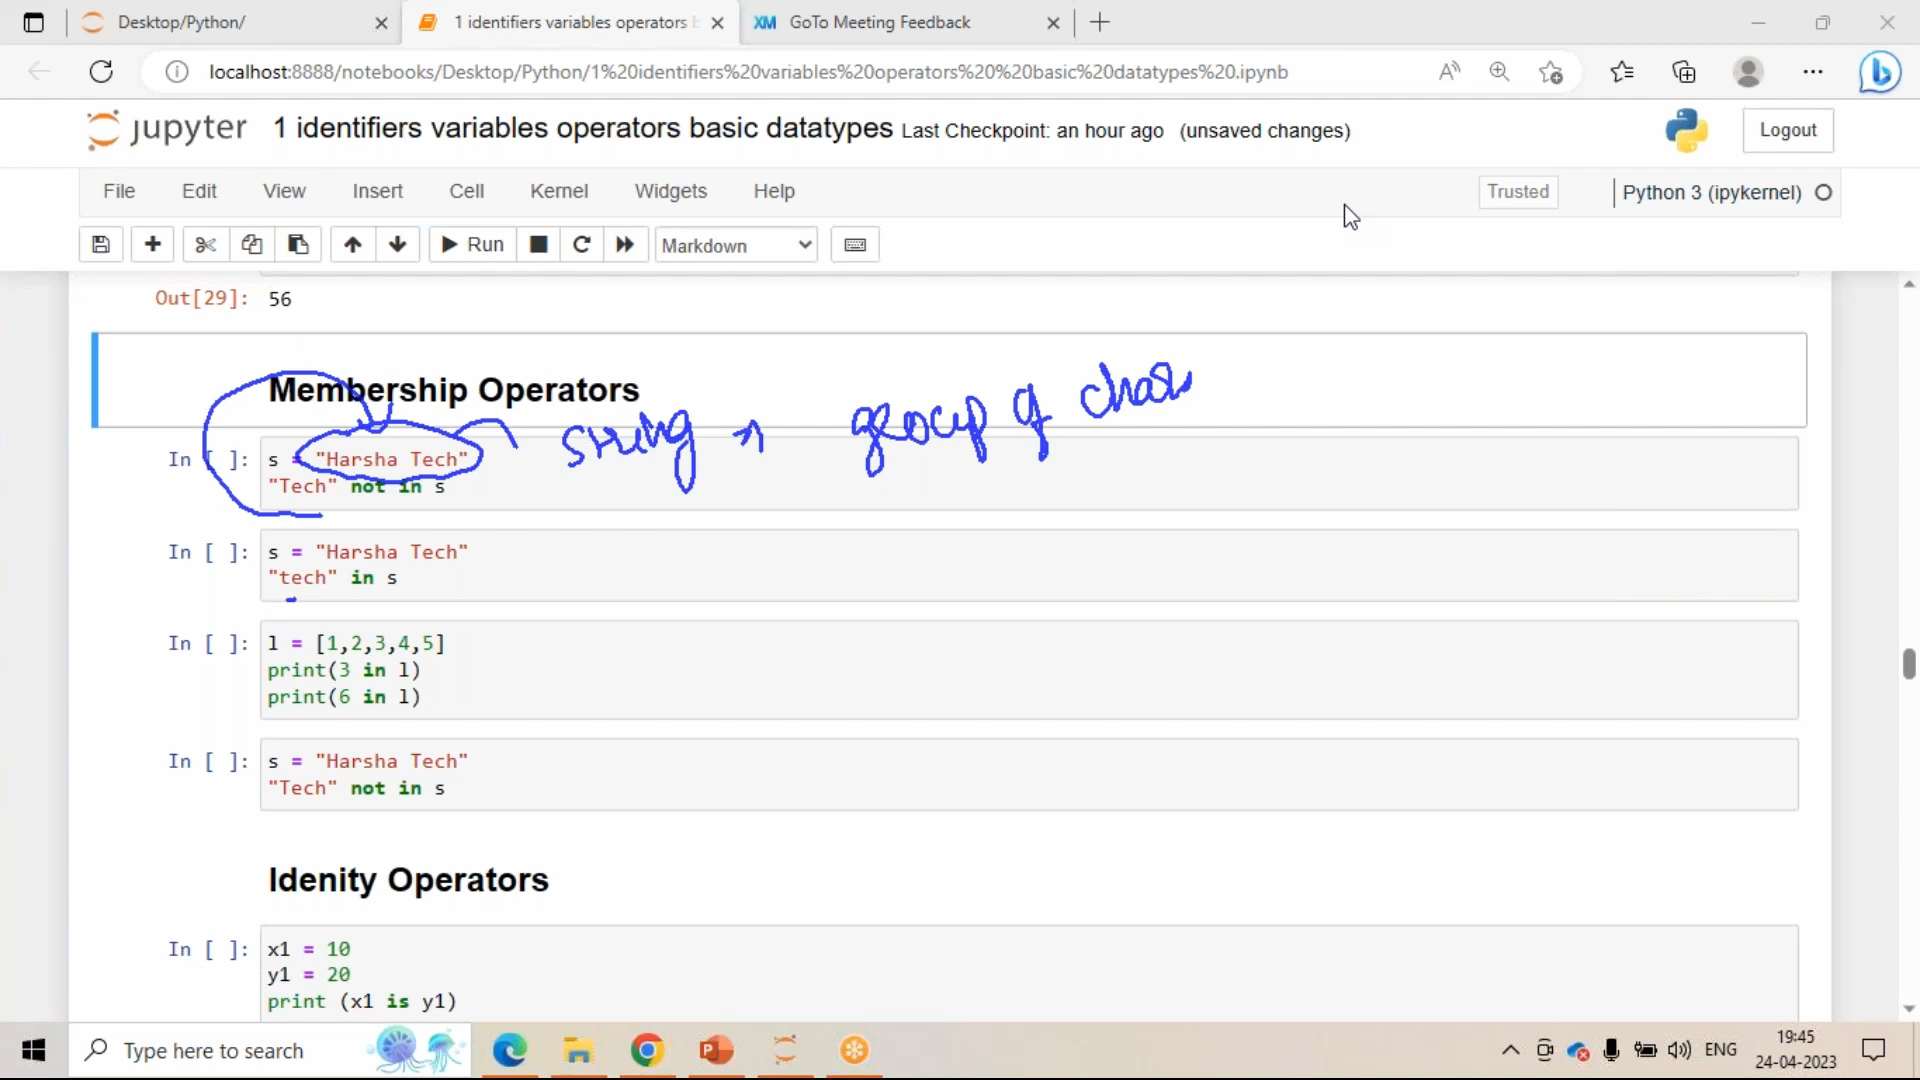 Desktop/Python/
1 identifiers variables operators b
XM GoTo Meeting Feedback
localhost:8888/notebooks/Desktop/Python/1%20identifiers%20variables%20operators%20%20basic%20datatypes%20.ipynb
jupyter 1 identifiers variables operators basic datatypes Last Checkpoint: an hour ago (unsaved changes)
Logout
File Edit View Insert Cell Kernel Widgets Help
Trusted
Python 3 (ipykernel)
Run
Markdown
Out[29]: 56
Membership Operators
string group of chars
In [ ]: s = "Harsha Tech"
"Tech" not in s
In [ ]: s = "Harsha Tech"
"tech" in s
In [ ]: l = [1,2,3,4,5]
print(3 in l)
print(6 in l)
In [ ]: s = "Harsha Tech"
"Tech" not in s
Idenity Operators
In [ ]: x1 = 10
y1 = 20
print (x1 is y1)
Type here to search
ENG
19:45
24-04-2023